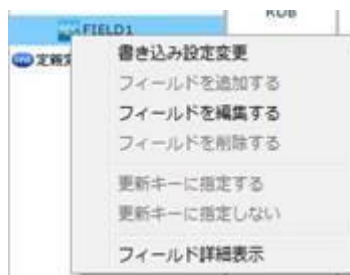 RDB
FIELD1
書き込み設定変更
フィールドを追加する
フィールドを編集する
フィールドを削除する
更新キーに指定する
更新キーに指定しない
フィールド詳細表示